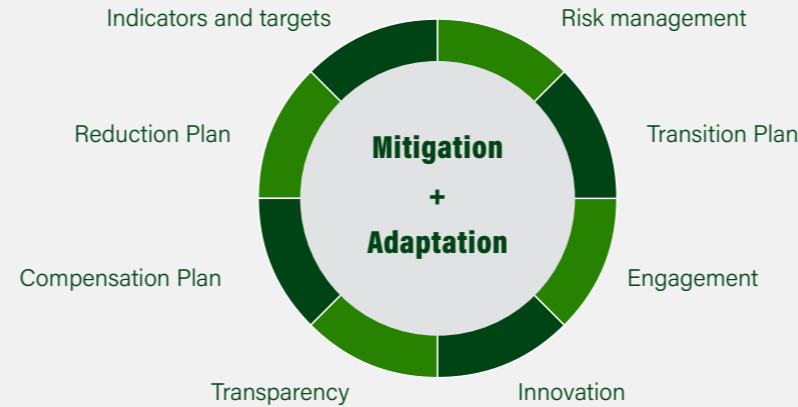 Indicators and targets
Risk management
Reduction Plan
Mitigation
Transition Plan
+
Adaptation
Compensation Plan
Engagement
Transparency
Innovation